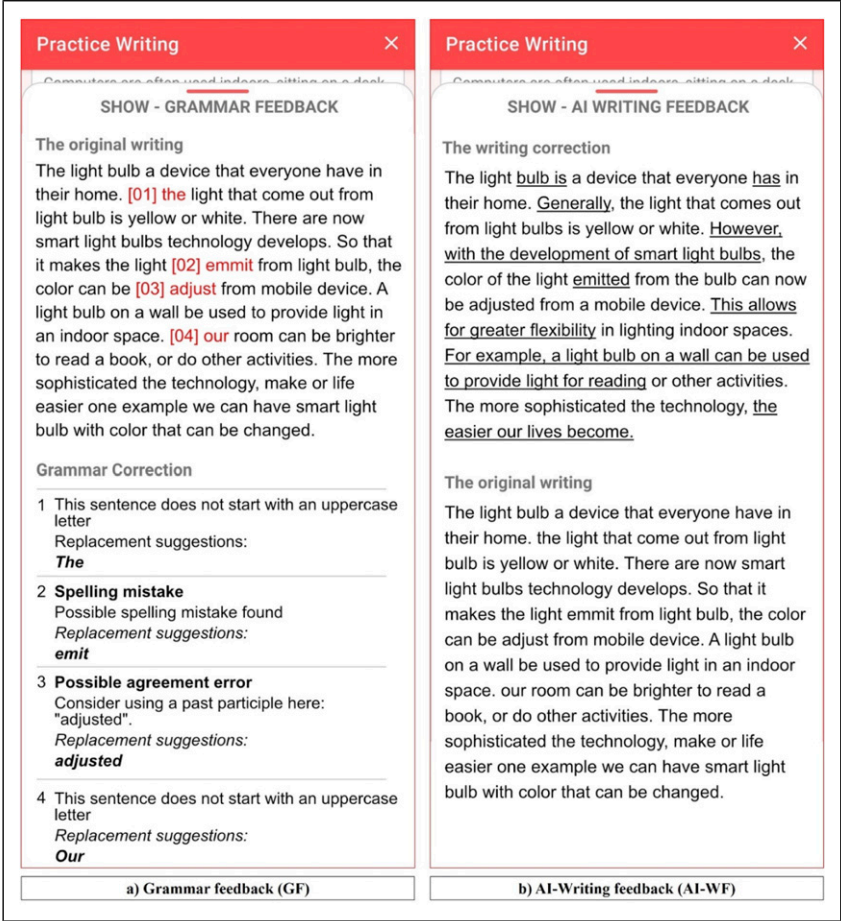 Practice Writing ×
Computers are often used indoors, sitting on a desk
SHOW - GRAMMAR FEEDBACK
The original writing
The light bulb a device that everyone have in
their home. [01] the light that come out from
light bulb is yellow or white. There are now
smart light bulbs technology develops. So that
it makes the light [02] emmit from light bulb, the
color can be [03] adjust from mobile device. A
light bulb on a wall be used to provide light in
an indoor space. [04] our room can be brighter
to read a book, or do other activities. The more
sophisticated the technology, make or life
easier one example we can have smart light
bulb with color that can be changed.
Grammar Correction
1 This sentence does not start with an uppercase
letter
Replacement suggestions:
The
2 Spelling mistake
Possible spelling mistake found
Replacement suggestions:
emit
3 Possible agreement error
Consider using a past participle here:
"adjusted".
Replacement suggestions:
adjusted
4 This sentence does not start with an uppercase
letter
Replacement suggestions:
Our
a) Grammar feedback (GF)
Practice Writing ×
Computers are often used indoors, sitting on a desk
SHOW - AI WRITING FEEDBACK
The writing correction
The light bulb is a device that everyone has in
their home. Generally, the light that comes out
from light bulbs is yellow or white. However,
with the development of smart light bulbs, the
color of the light emitted from the bulb can now
be adjusted from a mobile device. This allows
for greater flexibility in lighting indoor spaces.
For example, a light bulb on a wall can be used
to provide light for reading or other activities.
The more sophisticated the technology, the
easier our lives become.
The original writing
The light bulb a device that everyone have in
their home. the light that come out from light
bulb is yellow or white. There are now smart
light bulbs technology develops. So that it
makes the light emmit from light bulb, the color
can be adjust from mobile device. A light bulb
on a wall be used to provide light in an indoor
space. our room can be brighter to read a
book, or do other activities. The more
sophisticated the technology, make or life
easier one example we can have smart light
bulb with color that can be changed.
b) AI-Writing feedback (AI-WF)